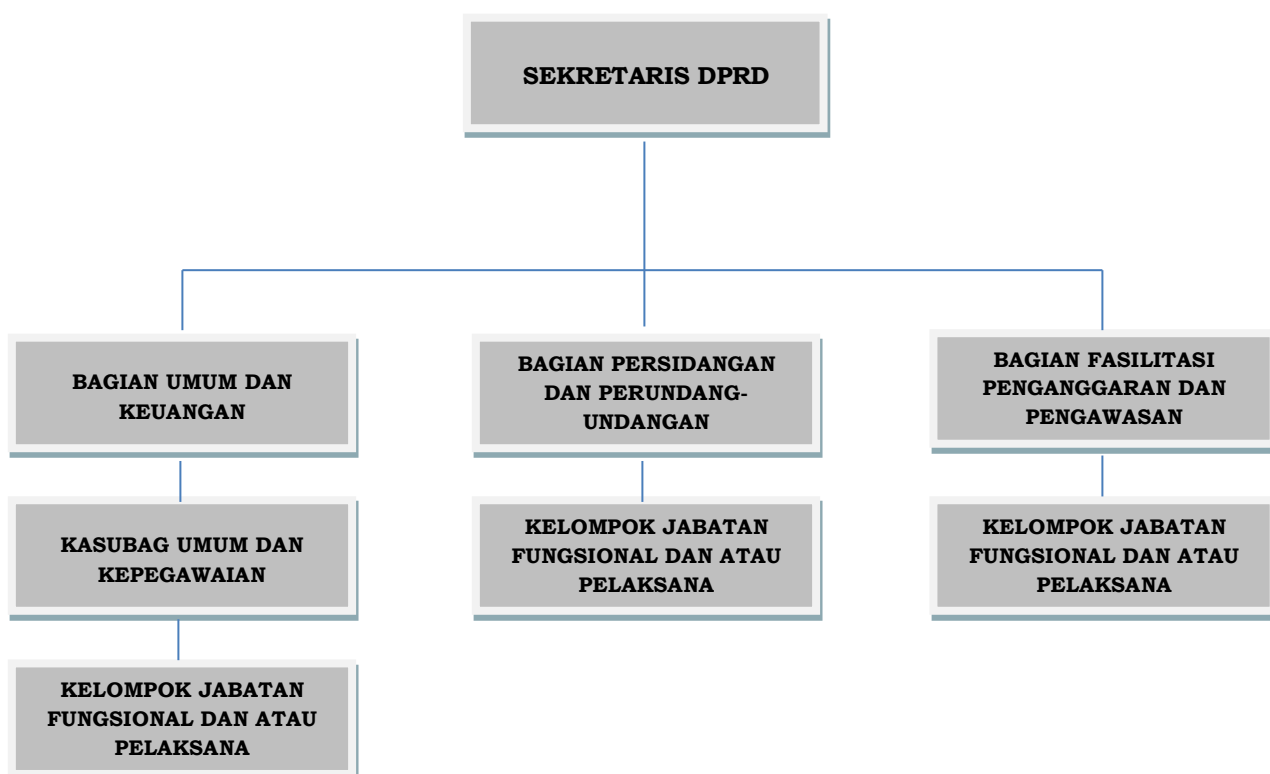 SEKRETARIS DPRD
BAGIAN UMUM DAN
KEUANGAN
BAGIAN PERSIDANGAN
DAN PERUNDANG-
UNDANGAN
BAGIAN FASILITASI
PENGANGGARAN DAN
PENGAWASAN
KASUBAG UMUM DAN
KEPEGAWAIAN
KELOMPOK JABATAN
FUNGSIONAL DAN ATAU
PELAKSANA
KELOMPOK JABATAN
FUNGSIONAL DAN ATAU
PELAKSANA
KELOMPOK JABATAN
FUNGSIONAL DAN ATAU
PELAKSANA